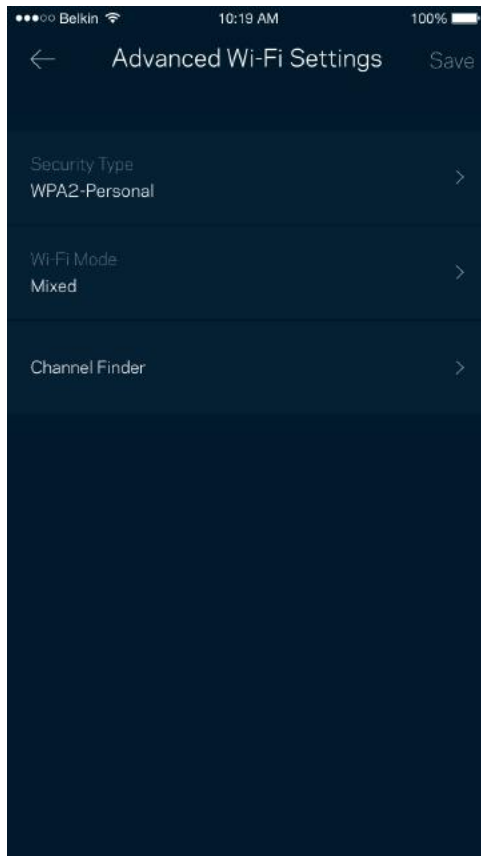 Belkin 10:19 AM 100%
Advanced Wi-Fi Settings Save
Security Type
WPA2-Personal
Wi-Fi Mode
Mixed
Channel Finder